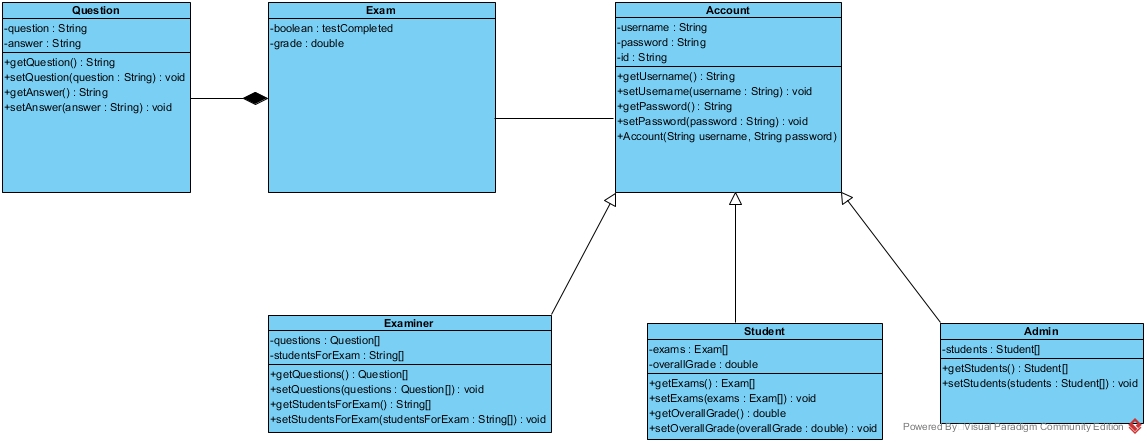 Question
-question : String
-answer : String
+getQuestion() : String
+setQuestion(question : String) : void
+getAnswer() : String
+setAnswer(answer : String) : void
Exam
-boolean : testCompleted
-grade : double
Account
-username : String
-password : String
-id : String
+getUsername() : String
+setUsername(username : String) : void
+getPassword() : String
+setPassword(password : String) : void
+Account(String username, String password)
Examiner
-questions : Question[]
-studentsForExam : String[]
+getQuestions() : Question[]
+setQuestions(questions : Question[]) : void
+getStudentsForExam() : String[]
+setStudentsForExam(studentsForExam : String[]) : void
Student
-exams : Exam[]
-overallGrade : double
+getExams() : Exam[]
+setExams(exams : Exam[]) : void
+getOverallGrade() : double
+setOverallGrade(overallGrade : double) : void
Admin
-students : Student[]
+getStudents() : Student[]
+setStudents(students : Student[]) : void
Powered By Visual Paradigm Community Edition